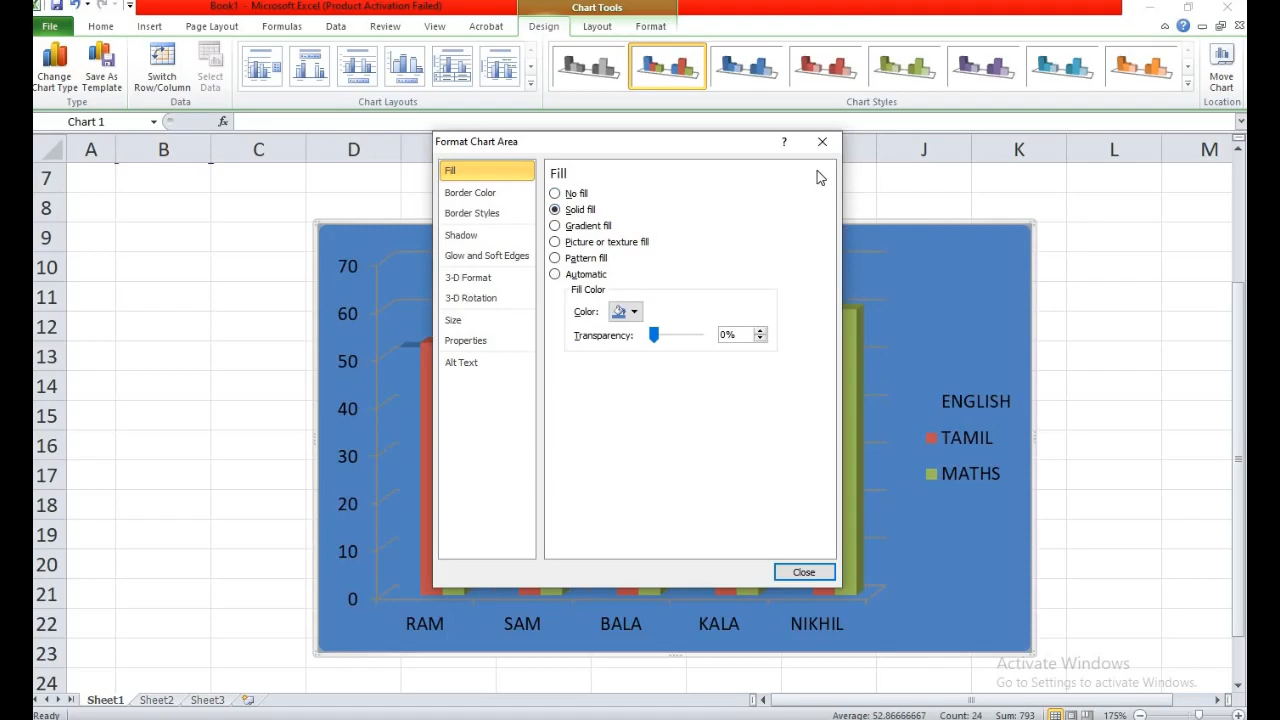 Book1 - Microsoft Excel (Product Activation Failed)
Chart Tools
File Home Insert Page Layout Formulas Data Review View Acrobat Design Layout Format
Change Chart Type
Save As Template
Switch Row/Column
Select Data
Move Chart
Type Data Chart Layouts Chart Styles Location
Chart 1 fx
A B C D J K L M
7
8
9
10
11
12
13
14
15
16
17
18
19
20
21
22
23
24
Format Chart Area
?
Fill
Border Color
Border Styles
Shadow
Glow and Soft Edges
3-D Format
3-D Rotation
Size
Properties
Alt Text
Fill
No fill
Solid fill
Gradient fill
Picture or texture fill
Pattern fill
Automatic
Fill Color
Color:
Transparency: 0%
Close
70
60
50
40
30
20
10
0
RAM SAM BALA KALA NIKHIL
ENGLISH
TAMIL
MATHS
Activate Windows
Go to Settings to activate Windows.
Sheet1 Sheet2 Sheet3
Ready Average: 52.86666667 Count: 24 Sum: 793 175%